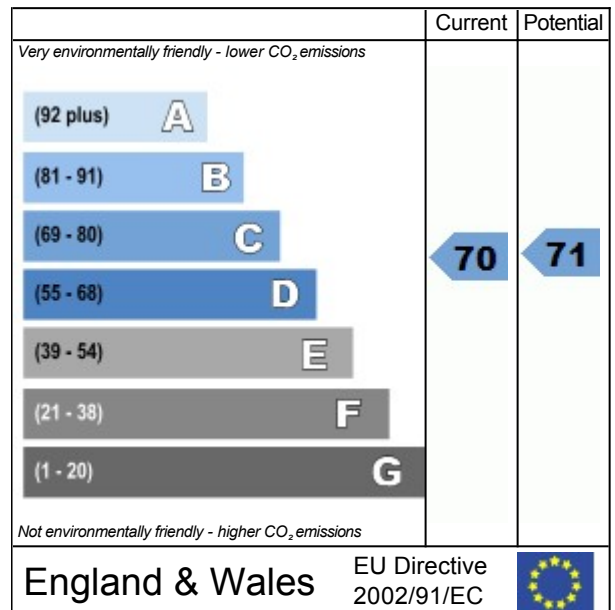 Current Potential
Very environmentally friendly - lower CO₂ emissions
(92 plus) A
(81 - 91) B
(69 - 80) C
70 71
(55 - 68) D
(39 - 54) E
(21 - 38) F
(1 - 20) G
Not environmentally friendly - higher CO₂ emissions
England & Wales
EU Directive
2002/91/EC